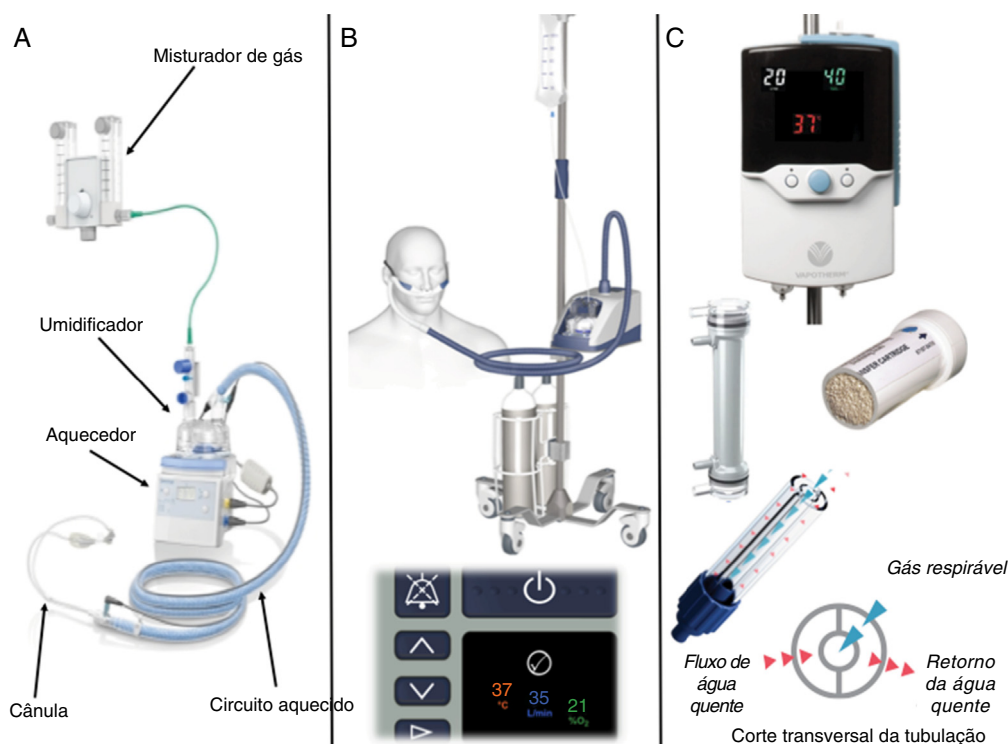 A
Misturador de gás
Umidificador
Aquecedor
Cânula
Circuito aquecido
B
37
°C
35
L/min
21
%O₂
C
20
40
37°
VAPOTHERM
CARTRIDGE
Gás respirável
Fluxo de
água
quente
Retorno
da água
quente
Corte transversal da tubulação